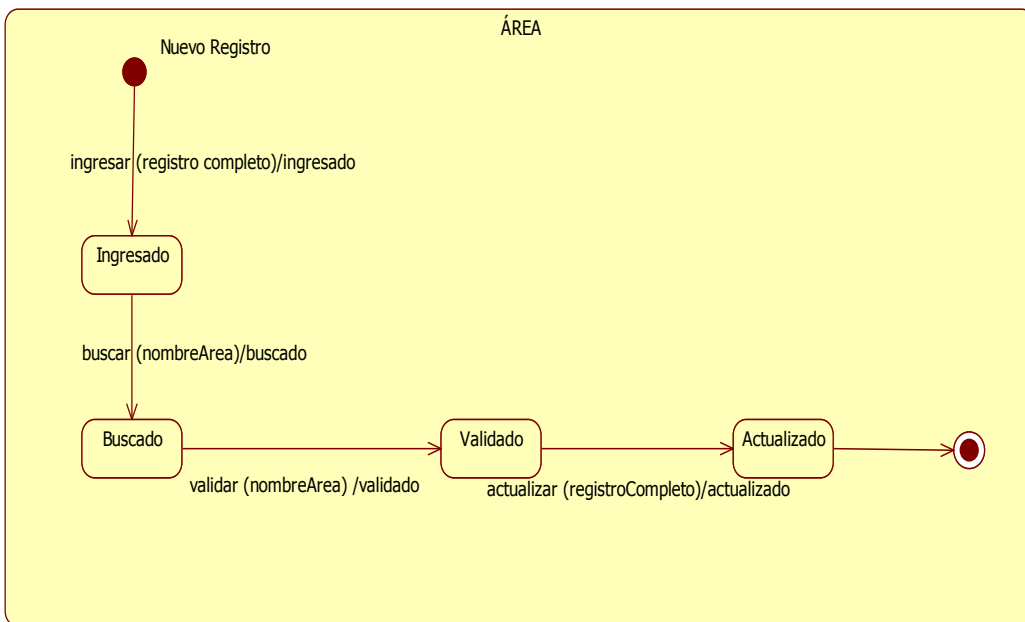 ÁREA
Nuevo Registro
ingresar (registro completo)/ingresado
Ingresado
buscar (nombreArea)/buscado
Buscado
Validado
Actualizado
validar (nombreArea) /validado
actualizar (registroCompleto)/actualizado